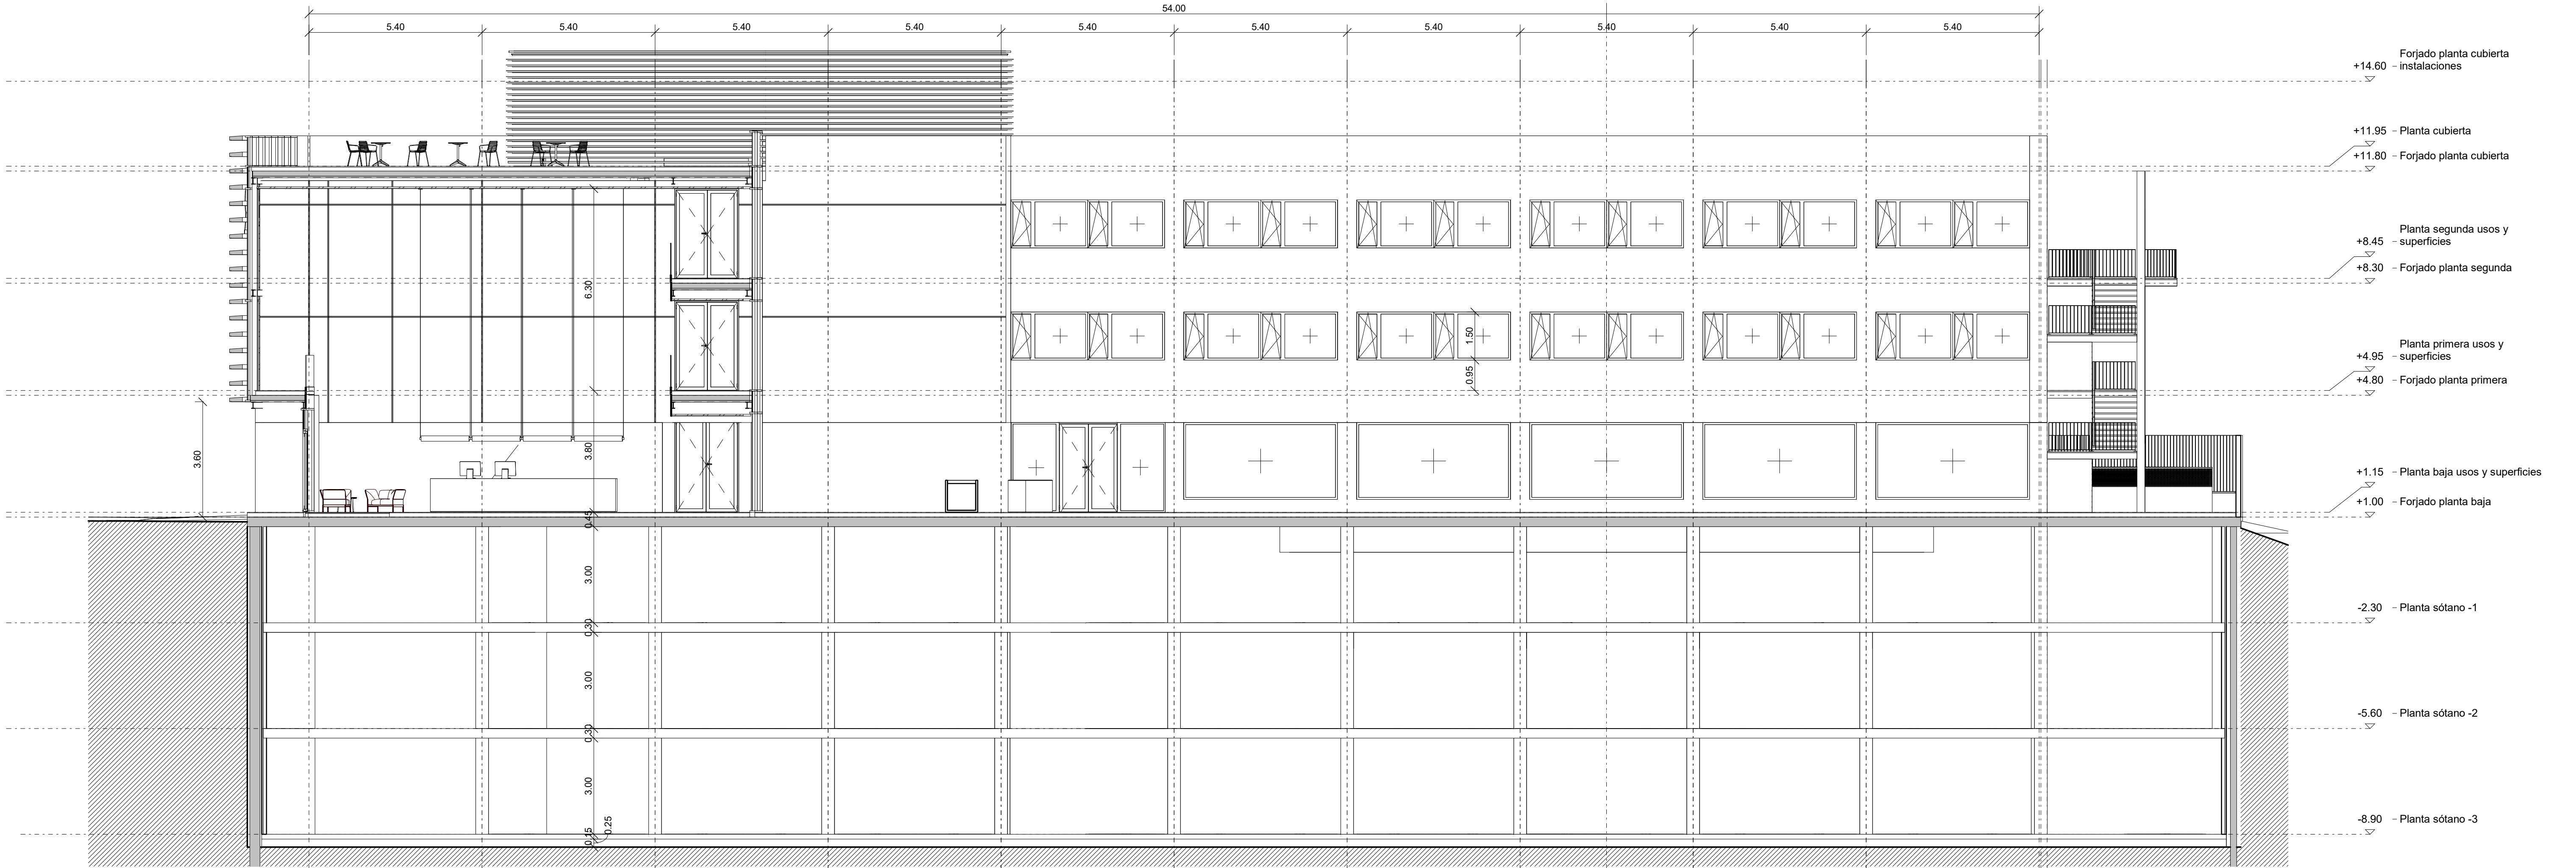 54.00
5.40 5.40 5.40 5.40 5.40 5.40 5.40 5.40 5.40 5.40
Forjado planta cubierta
+14.60 instalaciones
+11.95 Planta cubierta
+11.80 Forjado planta cubierta
Planta segunda usos y
+8.45 superficies
+8.30 Forjado planta segunda
6.30
1.50
0.95
Planta primera usos y
+4.95 superficies
+4.80 Forjado planta primera
3.60
3.80
+1.15 Planta baja usos y superficies
+1.00 Forjado planta baja
0.45
3.00
-2.30 Planta sótano -1
0.30
3.00
-5.60 Planta sótano -2
0.30
3.00
-8.90 Planta sótano -3
0.15
0.25